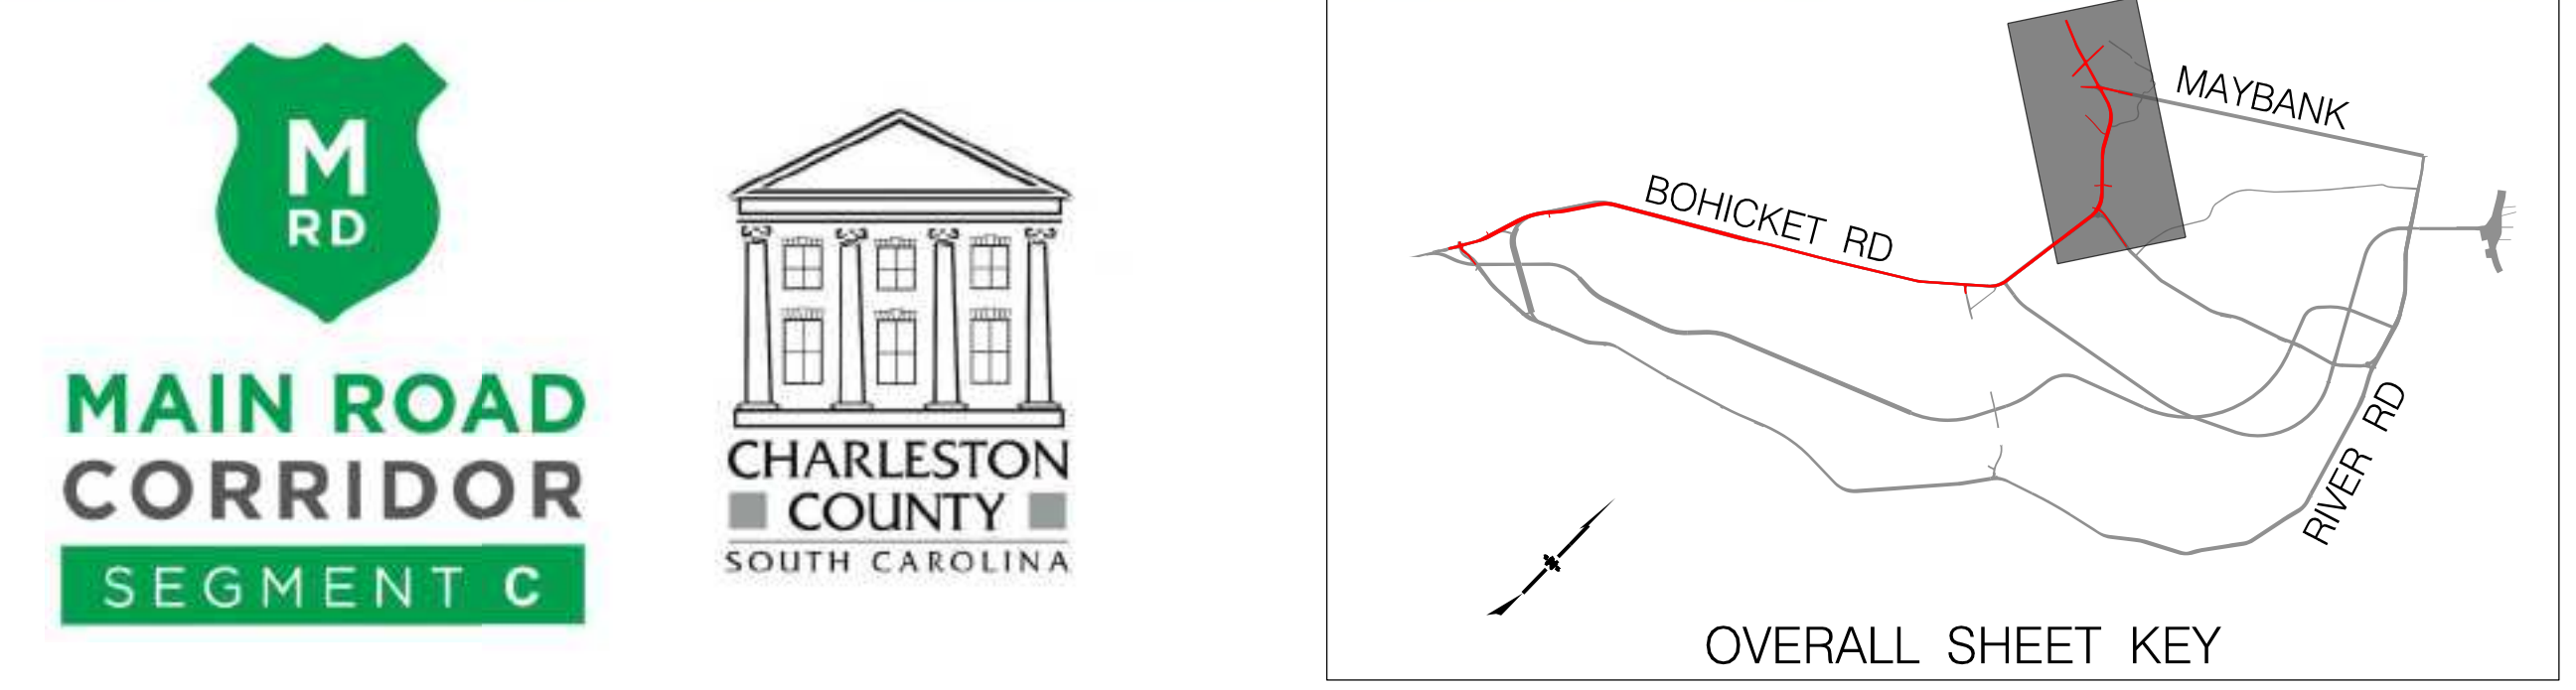 M
RD
MAIN ROAD
CORRIDOR
SEGMENT C
CHARLESTON
COUNTY
SOUTH CAROLINA
MAYBANK
BOHICKET RD
RIVER RD
OVERALL SHEET KEY